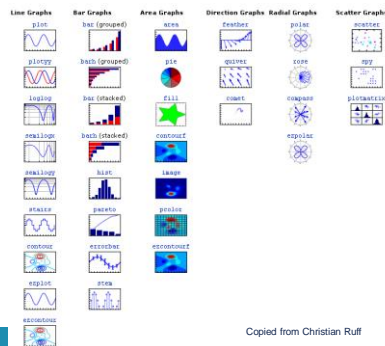 Line Graphs
plot
plotyy
loglog
semilogx
semilogy
stairs
contour
ezplot
ezcontour
Bar Graphs
bar (grouped)
barh (grouped)
bar (stacked)
barh (stacked)
hist
pareto
errorbar
stem
Area Graphs
area
pie
fill
contourf
image
pcolor
ezcontourf
Direction Graphs
feather
quiver
comet
Radial Graphs
polar
rose
compass
ezpolar
Scatter Graphs
scatter
spy
plotmatrix
Copied from Christian Ruff